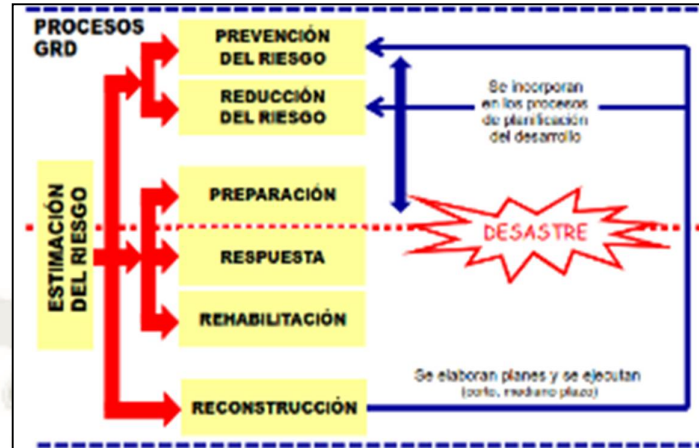 PROCESOS
GRD
PREVENCIÓN
DEL RIESGO
REDUCCIÓN
DEL RIESGO
Se incorporan
en los procesos
de planificación
del desarrollo
ESTIMACIÓN
DEL RIESGO
PREPARACIÓN
DESASTRE
RESPUESTA
REHABILITACIÓN
Se elaboran planes y se ejecutan
(corto, mediano plazo)
RECONSTRUCCIÓN